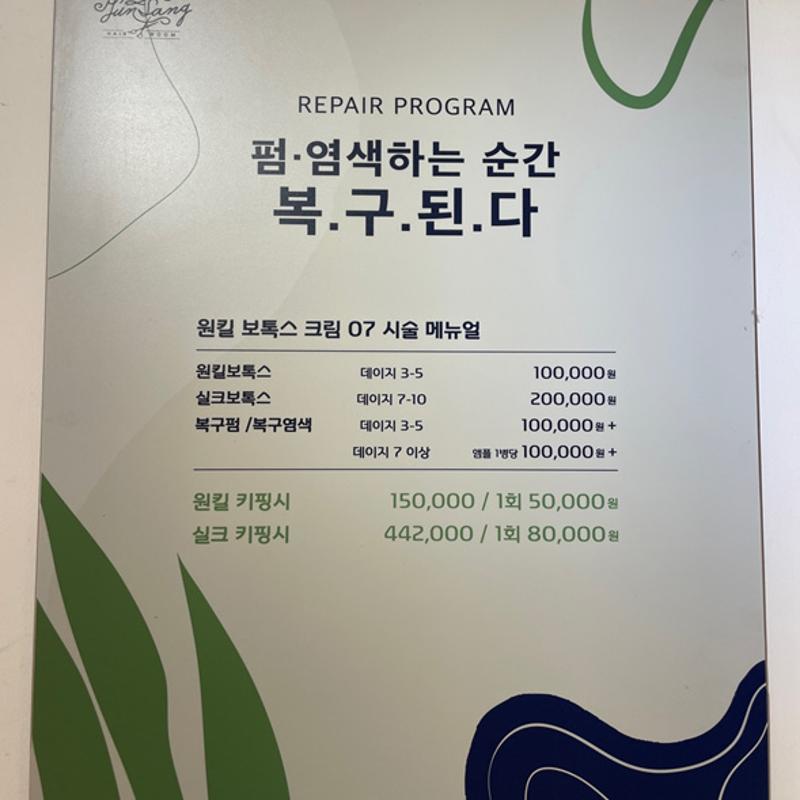 JunSang
HAIR ROOM
REPAIR PROGRAM
펌·염색하는 순간
복.구.된.다
원킬 보톡스 크림 07 시술 메뉴얼
원킬보톡스 데이지 3-5 100,000원
실크보톡스 데이지 7-10 200,000원
복구펌 /복구염색 데이지 3-5 100,000원 +
데이지 7 이상 앰플 1병당 100,000원 +
원킬 키핑시 150,000 / 1회 50,000원
실크 키핑시 442,000 / 1회 80,000원